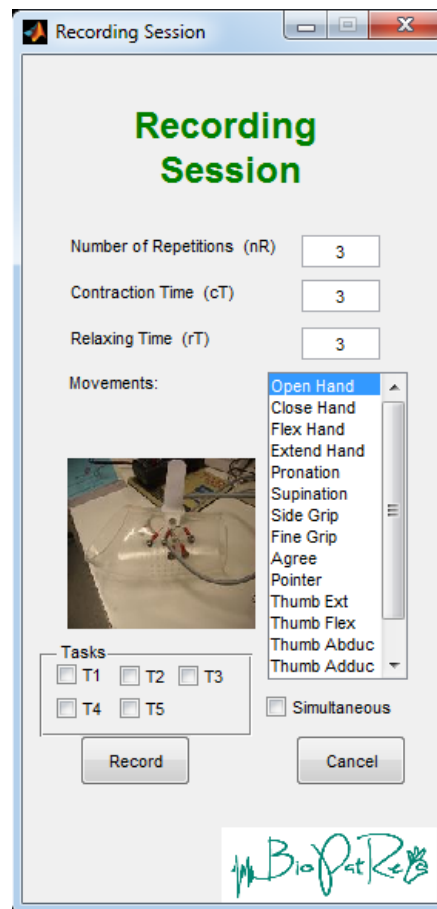 Recording Session
Recording
Session
Number of Repetitions (nR)
3
Contraction Time (cT)
3
Relaxing Time (rT)
3
Movements:
Open Hand
Close Hand
Flex Hand
Extend Hand
Pronation
Supination
Side Grip
Fine Grip
Agree
Pointer
Thumb Ext
Thumb Flex
Thumb Abduc
Thumb Adduc
Tasks
T1 T2 T3
T4 T5
Simultaneous
Record
Cancel
BioPatRec